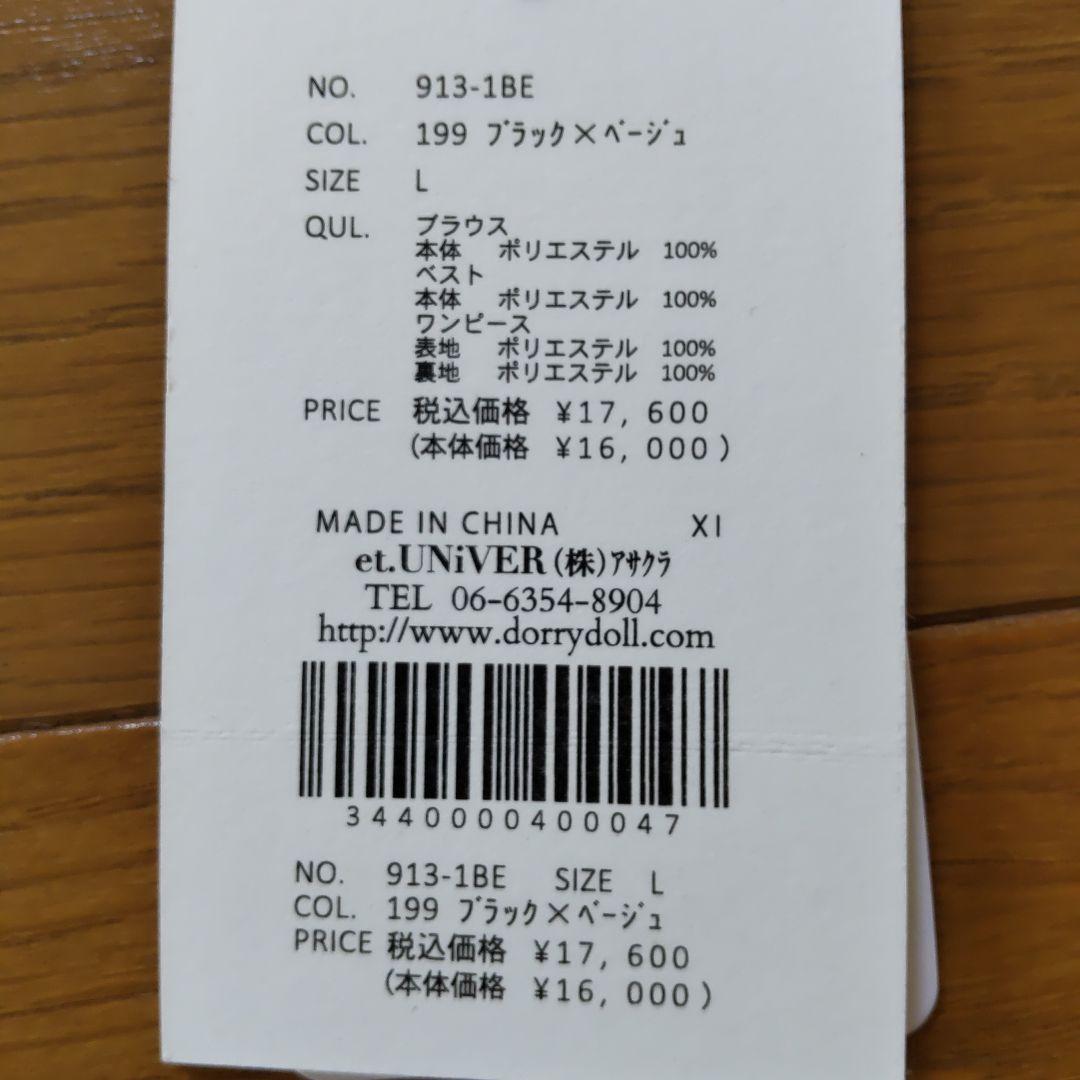 NO. 913-1BE
COL. 199 ﾌﾞﾗｯｸ×ﾍﾞｰｼﾞｭ
SIZE L
QUL. ブラウス
本体 ポリエステル 100%
ベスト
本体 ポリエステル 100%
ワンピース
表地 ポリエステル 100%
裏地 ポリエステル 100%
PRICE 税込価格 ¥17, 600
(本体価格 ¥16, 000 )
MADE IN CHINA XI
et.UNiVER (株)ｱｻｸﾗ
TEL 06-6354-8904
http://www.dorrydoll.com
3440000400047
NO. 913-1BE SIZE L
COL. 199 ﾌﾞﾗｯｸ×ﾍﾞｰｼﾞｭ
PRICE 税込価格 ¥17, 600
(本体価格 ¥16, 000 )